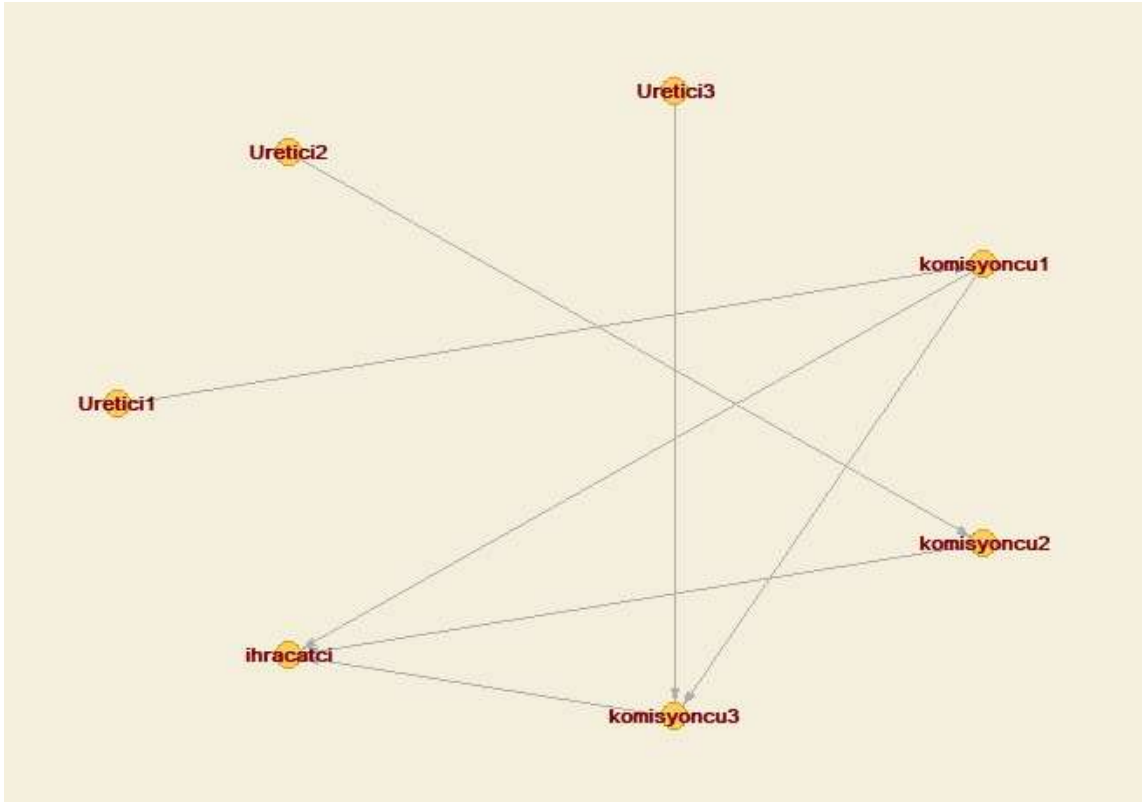 Uretici3
Uretici2
komisyoncu1
Uretici1
komisyoncu2
ihracatci
komisyoncu3